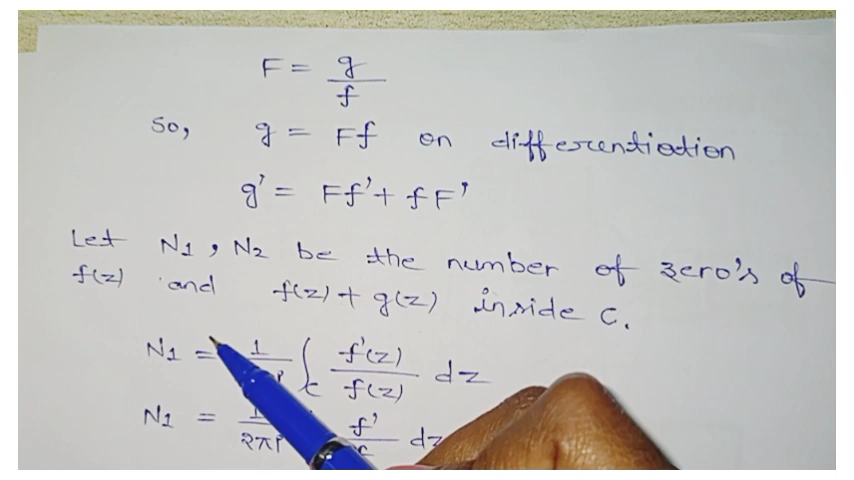 F = g/f
So, g = Ff on differentiation
g' = Ff' + fF'
Let N1, N2 be the number of zero's of
f(z) and f(z) + g(z) inside C.
N1 = 1/ ∫C f'(z)/f(z) dz
N1 = 1/2πi f'/ dz